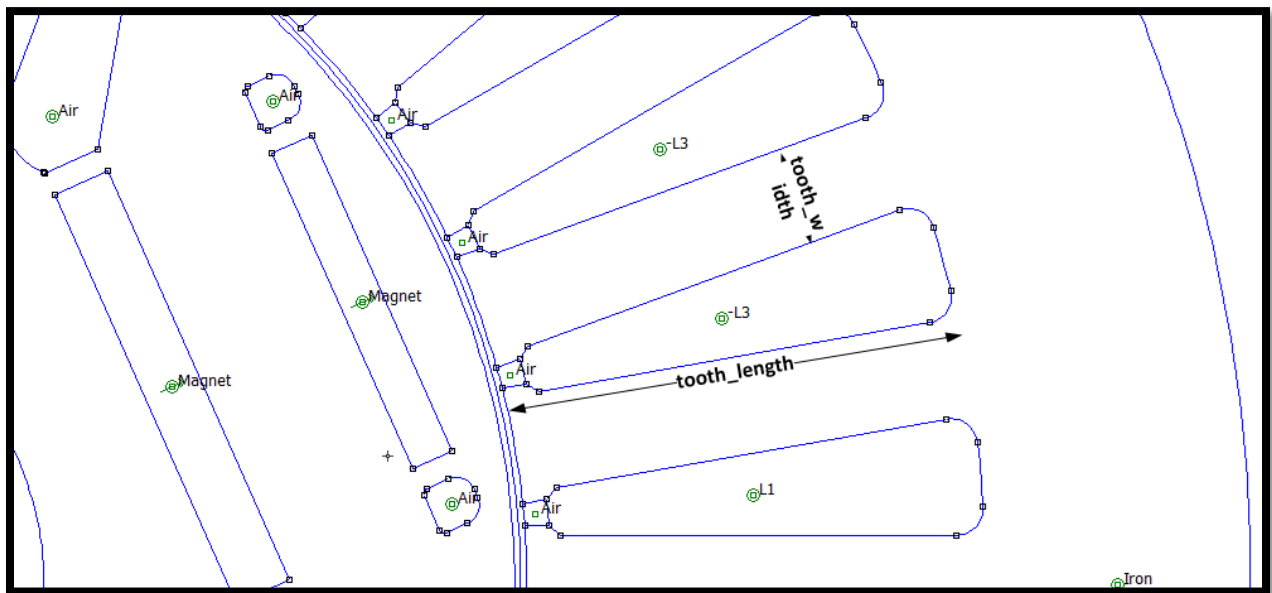 Air
Air
Air
-L3
tooth_w
idth
Air
Magnet
-L3
Air
tooth_length
Magnet
L1
Air
Air
Iron